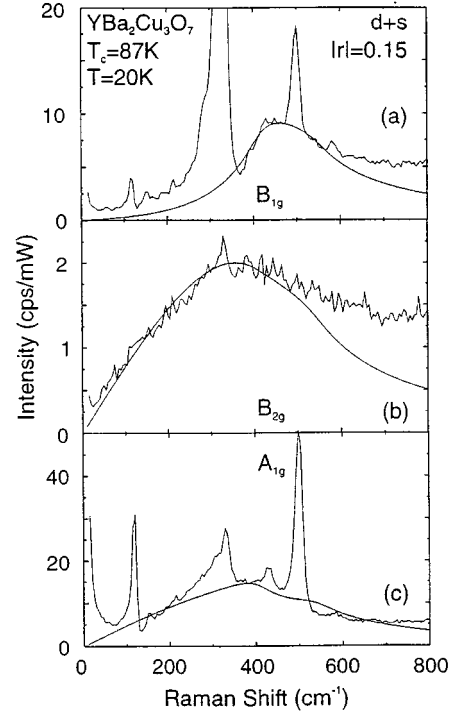 YBa₂Cu₃O₇
T꜀=87K
T=20K
d+s
|r|=0.15
20
10
0
(a)
B₁g
2
1
0
(b)
B₂g
A₁g
40
20
0
(c)
0 200 400 600 800
Intensity (cps/mW)
Raman Shift (cm⁻¹)